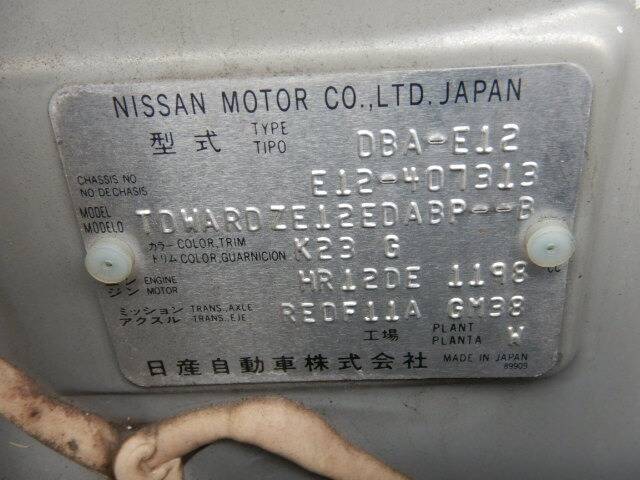 NISSAN MOTOR CO.,LTD. JAPAN
型式 TYPE TIPO DBA-E12
CHASSIS NO NO DE CHASIS E12-407313
MODEL MODELO TDWARDZE12EDABP--B
カラー COLOR,TRIM トリム COLOR,GUARNICION K23 G
ENGINE ジン MOTOR HR12DE 1198 CC
ミッション TRANS.,AXLE アクスル TRANS.,EJE REDF11A GM38
工場 PLANT PLANTA W
日産自動車株式会社 MADE IN JAPAN
89909